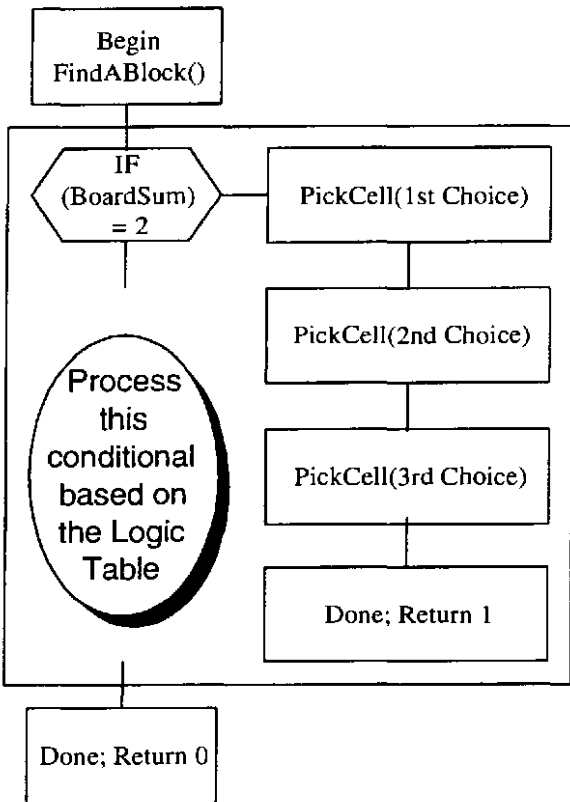 Begin
FindABlock()
IF
(BoardSum)
= 2
PickCell(1st Choice)
PickCell(2nd Choice)
PickCell(3rd Choice)
Done; Return 1
Process
this
conditional
based on
the Logic
Table
Done; Return 0